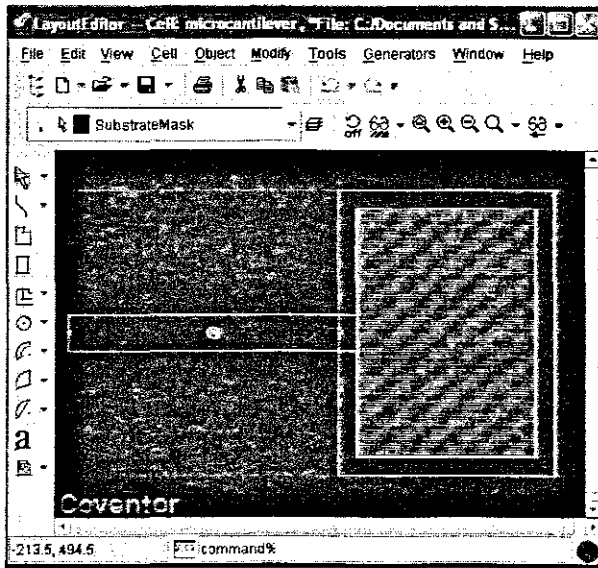 LayoutEditor - Cell: microcantilever, "File: C:/Documents and S...
File Edit View Cell Object Modify Tools Generators Window Help
SubstrateMask
off
a
Coventor
-213.5, 494.5 command%